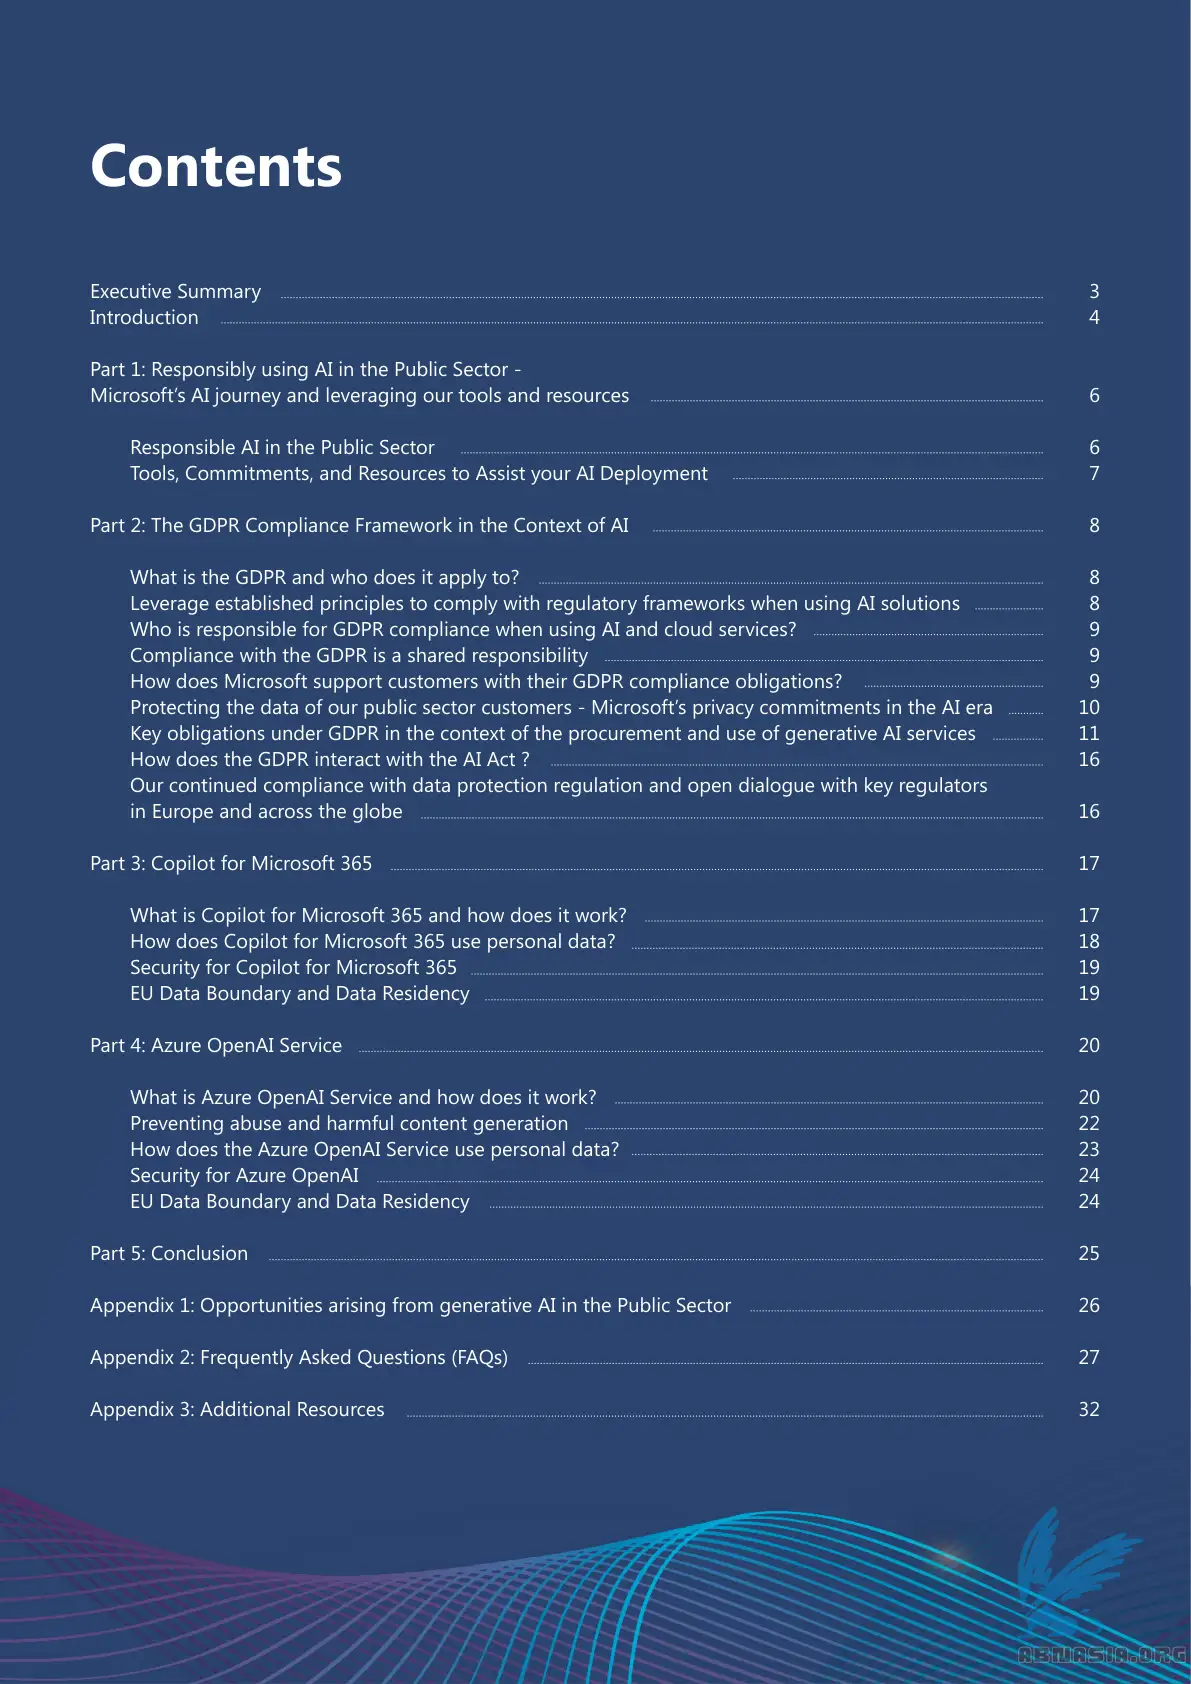 Contents
Executive Summary 3
Introduction 4
Part 1: Responsibly using AI in the Public Sector -
Microsoft's AI journey and leveraging our tools and resources 6
Responsible AI in the Public Sector 6
Tools, Commitments, and Resources to Assist your AI Deployment 7
Part 2: The GDPR Compliance Framework in the Context of AI 8
What is the GDPR and who does it apply to? 8
Leverage established principles to comply with regulatory frameworks when using AI solutions 8
Who is responsible for GDPR compliance when using AI and cloud services? 9
Compliance with the GDPR is a shared responsibility 9
How does Microsoft support customers with their GDPR compliance obligations? 9
Protecting the data of our public sector customers - Microsoft's privacy commitments in the AI era 10
Key obligations under GDPR in the context of the procurement and use of generative AI services 11
How does the GDPR interact with the AI Act ? 16
Our continued compliance with data protection regulation and open dialogue with key regulators
in Europe and across the globe 16
Part 3: Copilot for Microsoft 365 17
What is Copilot for Microsoft 365 and how does it work? 17
How does Copilot for Microsoft 365 use personal data? 18
Security for Copilot for Microsoft 365 19
EU Data Boundary and Data Residency 19
Part 4: Azure OpenAI Service 20
What is Azure OpenAI Service and how does it work? 20
Preventing abuse and harmful content generation 22
How does the Azure OpenAI Service use personal data? 23
Security for Azure OpenAI 24
EU Data Boundary and Data Residency 24
Part 5: Conclusion 25
Appendix 1: Opportunities arising from generative AI in the Public Sector 26
Appendix 2: Frequently Asked Questions (FAQs) 27
Appendix 3: Additional Resources 32
ABNASIA.ORG